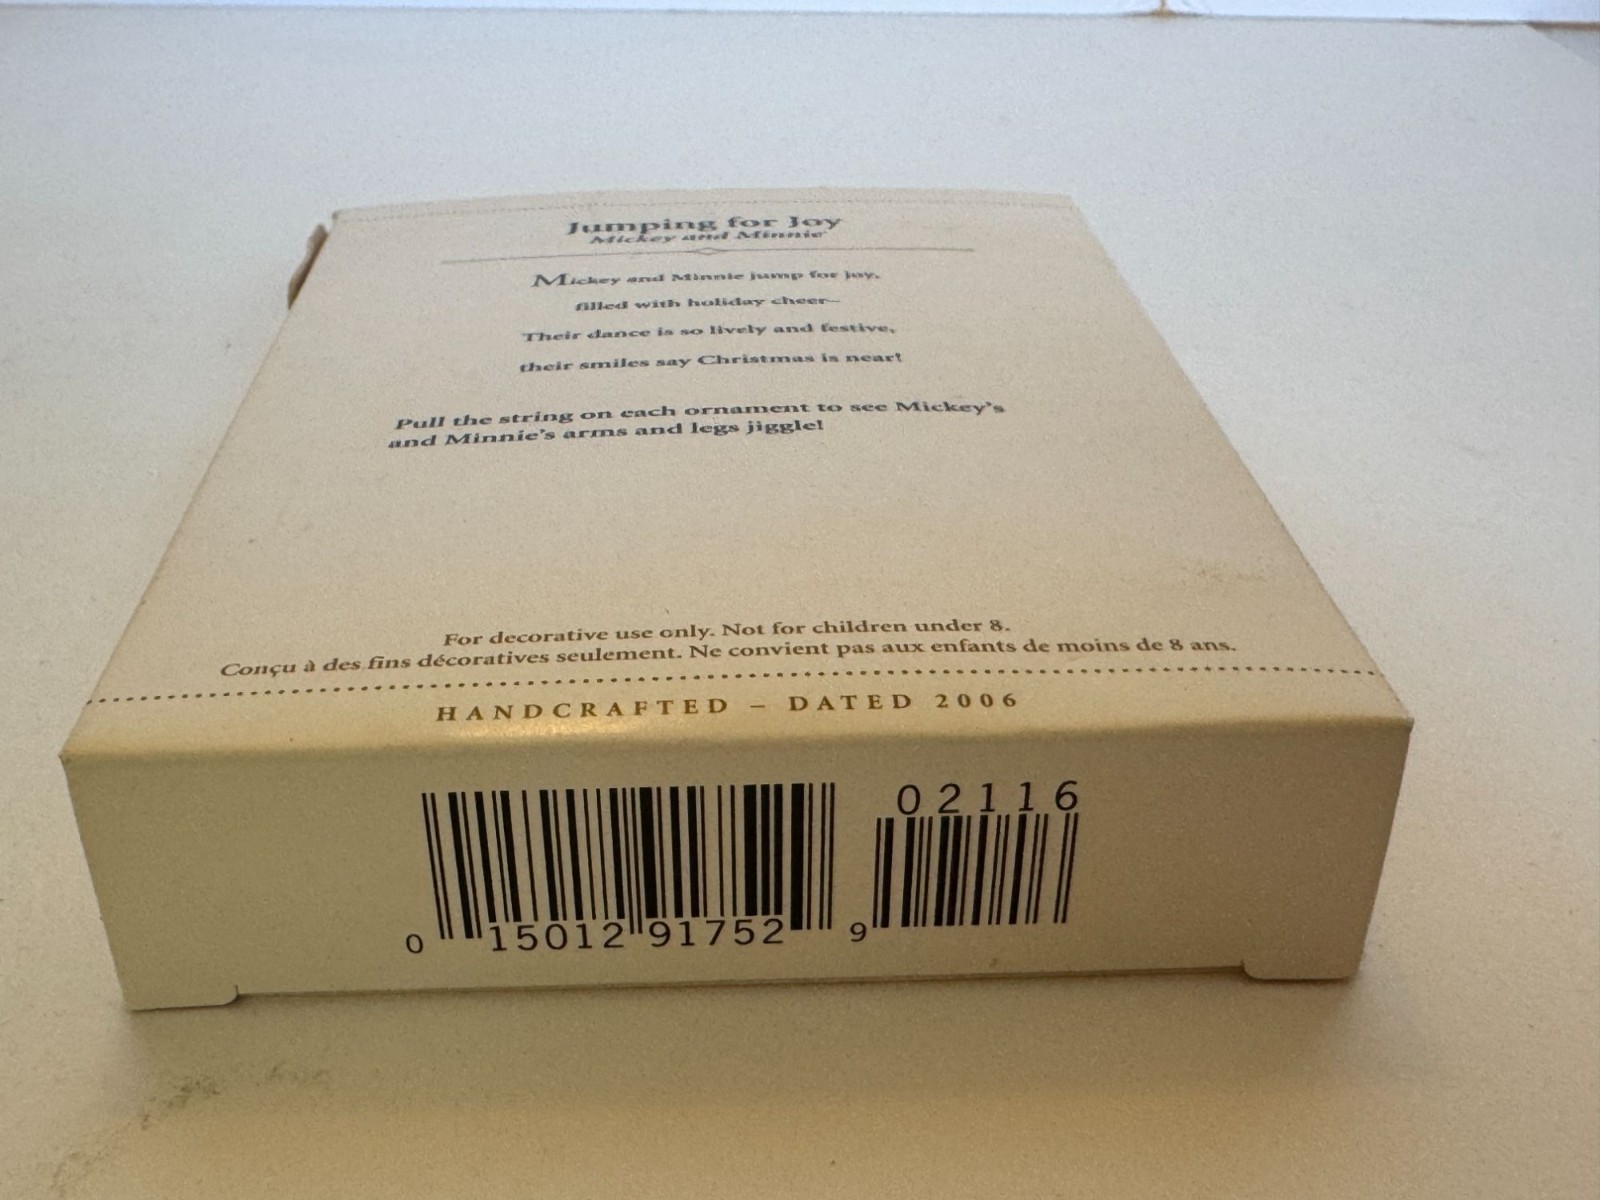 Jumping for Joy
Mickey and Minnie
Mickey and Minnie jump for joy,
filled with holiday cheer–
Their dance is so lively and festive,
their smiles say Christmas is near!
Pull the string on each ornament to see Mickey's
and Minnie's arms and legs jiggle!
For decorative use only. Not for children under 8.
Conçu à des fins décoratives seulement. Ne convient pas aux enfants de moins de 8 ans.
HANDCRAFTED – DATED 2006
02116
0 15012 91752 9